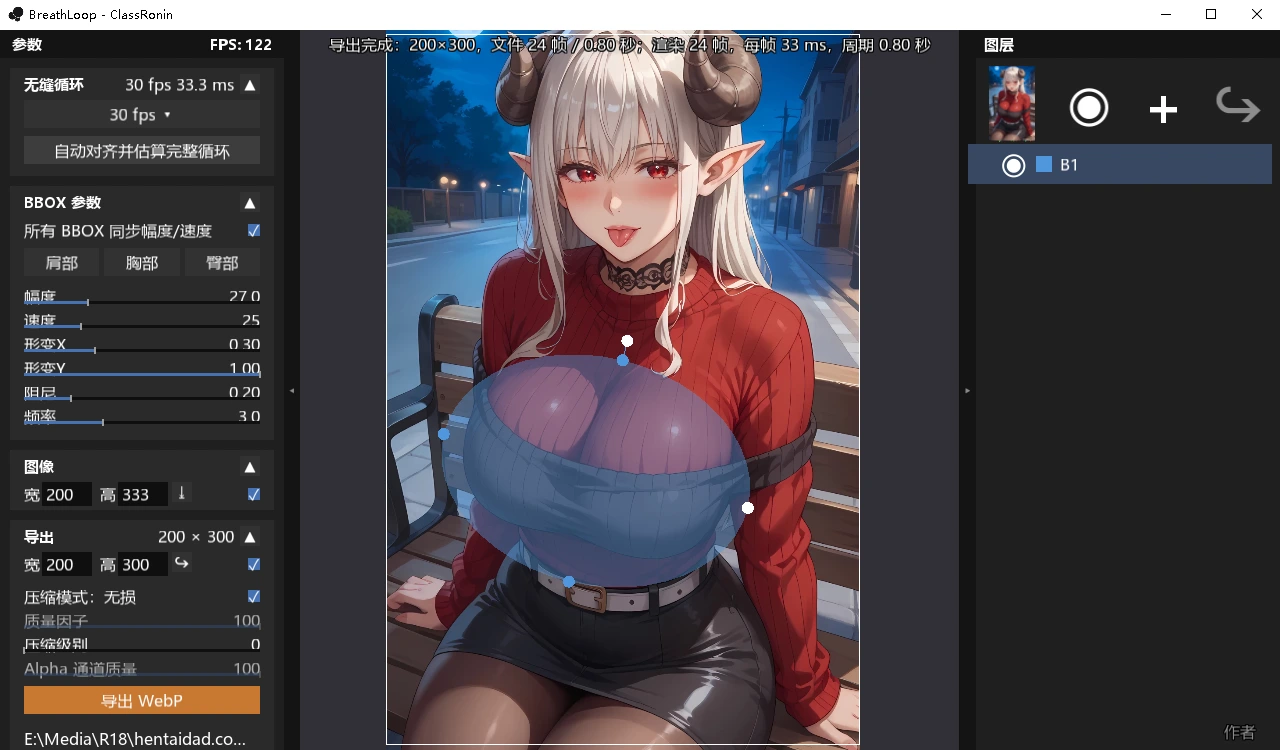 BreathLoop - ClassRonin
参数 FPS: 122
无缝循环 30 fps 33.3 ms
30 fps
自动对齐并估算完整循环
BBOX 参数
所有 BBOX 同步幅度/速度
肩部 胸部 臀部
幅度 27.0
速度 25
形变X 0.30
形变Y 1.00
阻尼 0.20
频率 3.0
图像
宽 200 高 333
导出 200 × 300
宽 200 高 300
压缩模式：无损
质量因子 100
压缩级别 0
Alpha 通道质量 100
导出 WebP
E:\Media\R18\hentaidad.co...
导出完成：200×300，文件 24 帧 / 0.80 秒；渲染 24 帧，每帧 33 ms，周期 0.80 秒
图层
B1
作者